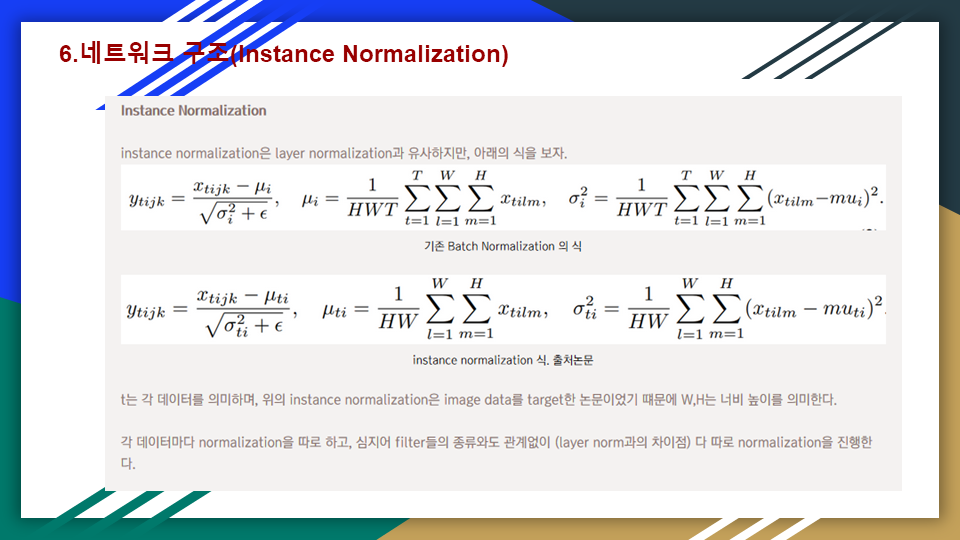 6.네트워크 구조(Instance Normalization)
Instance Normalization
instance normalization은 layer normalization과 유사하지만, 아래의 식을 보자.
y_{tijk} = \frac{x_{tijk} - \mu_i}{\sqrt{\sigma_i^2 + \epsilon}}, \mu_i = \frac{1}{HWT} \sum_{t=1}^{T} \sum_{l=1}^{W} \sum_{m=1}^{H} x_{tilm}, \sigma_i^2 = \frac{1}{HWT} \sum_{t=1}^{T} \sum_{l=1}^{W} \sum_{m=1}^{H} (x_{tilm} - mu_i)^2.
기존 Batch Normalization 의 식
y_{tijk} = \frac{x_{tijk} - \mu_{ti}}{\sqrt{\sigma_{ti}^2 + \epsilon}}, \mu_{ti} = \frac{1}{HW} \sum_{l=1}^{W} \sum_{m=1}^{H} x_{tilm}, \sigma_{ti}^2 = \frac{1}{HW} \sum_{l=1}^{W} \sum_{m=1}^{H} (x_{tilm} - mu_{ti})^2.
instance normalization 식. 출처논문
t는 각 데이터를 의미하며, 위의 instance normalization은 image data를 target한 논문이었기 때문에 W,H는 너비 높이를 의미한다.
각 데이터마다 normalization을 따로 하고, 심지어 filter들의 종류와도 관계없이 (layer norm과의 차이점) 다 따로 normalization을 진행한
다.